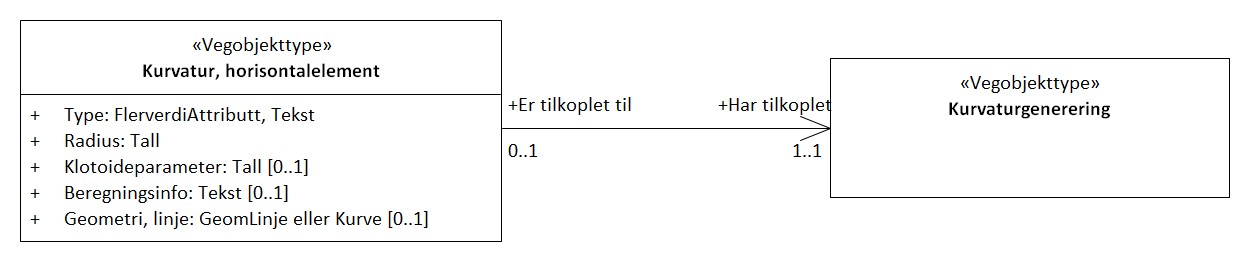 «Vegobjekttype»
Kurvatur, horisontalelement
+ Type: FlerverdiAttributt, Tekst
+ Radius: Tall
+ Klotoideparameter: Tall [0..1]
+ Beregningsinfo: Tekst [0..1]
+ Geometri, linje: GeomLinje eller Kurve [0..1]
+Er tilkoplet til
0..1
+Har tilkoplet
1..1
«Vegobjekttype»
Kurvaturgenerering